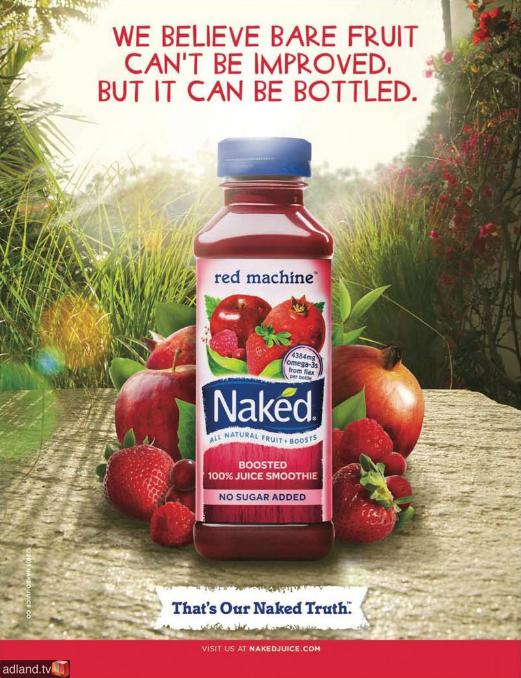 WE BELIEVE BARE FRUIT
CAN'T BE IMPROVED.
BUT IT CAN BE BOTTLED.
red machine™
4384mg
omega-3s
from flax
per bottle
Naked®
ALL NATURAL FRUIT + BOOSTS
BOOSTED
100% JUICE SMOOTHIE
NO SUGAR ADDED
That's Our Naked Truth.™
VISIT US AT NAKEDJUICE.COM
adland.tv